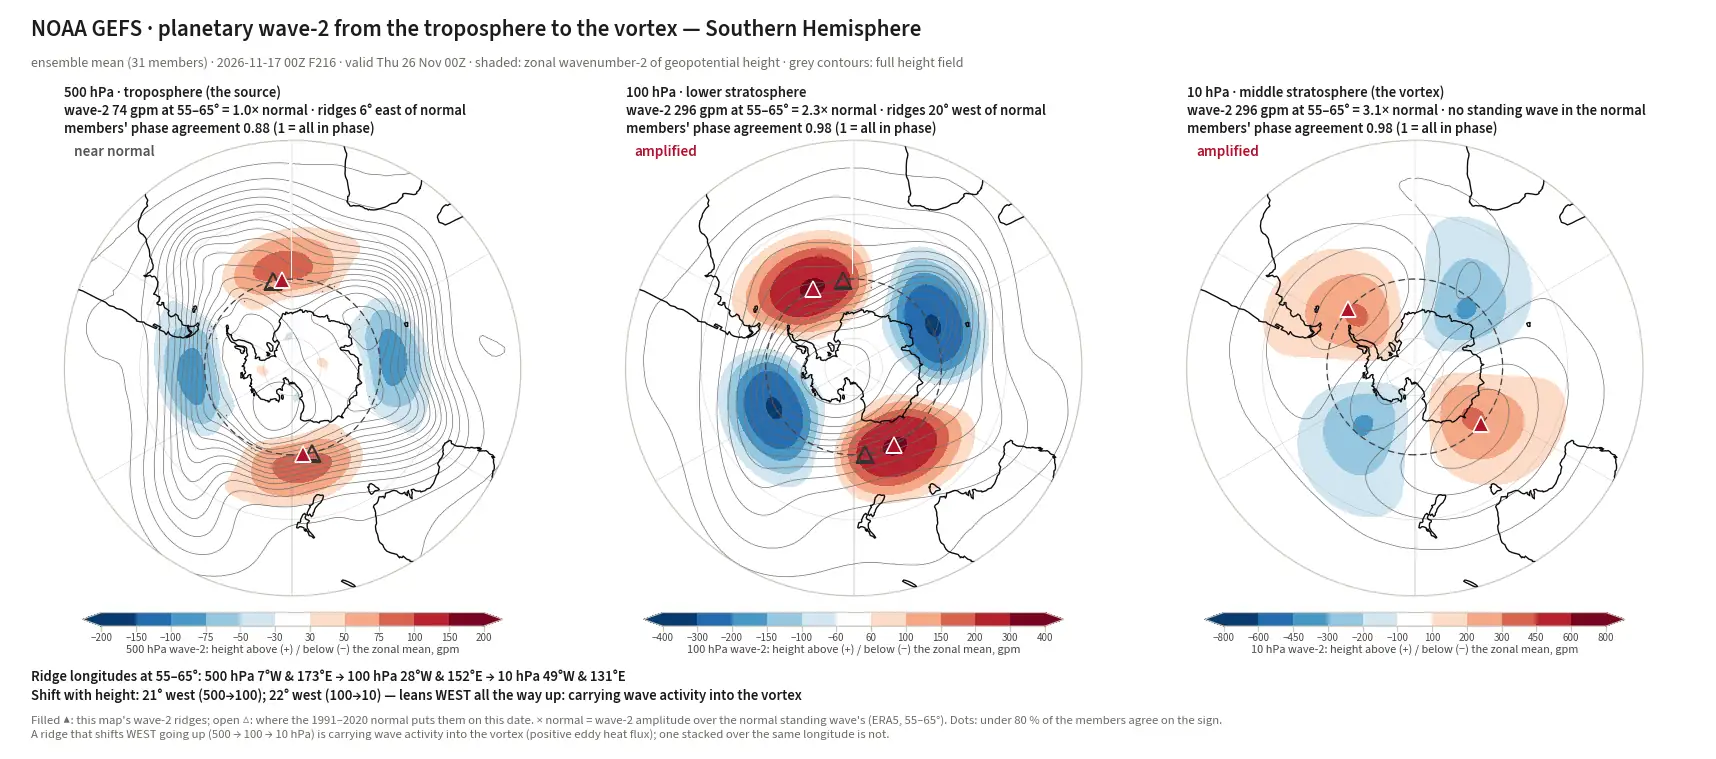 NOAA GEFS · planetary wave-2 from the troposphere to the vortex — Southern Hemisphere
ensemble mean (31 members) · 2026-11-17 00Z F216 · valid Thu 26 Nov 00Z · shaded: zonal wavenumber-2 of geopotential height · grey contours: full height field
500 hPa · troposphere (the source)
wave-2 74 gpm at 55–65° = 1.0× normal · ridges 6° east of normal
members' phase agreement 0.88 (1 = all in phase)
near normal
100 hPa · lower stratosphere
wave-2 296 gpm at 55–65° = 2.3× normal · ridges 20° west of normal
members' phase agreement 0.98 (1 = all in phase)
amplified
10 hPa · middle stratosphere (the vortex)
wave-2 296 gpm at 55–65° = 3.1× normal · no standing wave in the normal
members' phase agreement 0.98 (1 = all in phase)
amplified
−200 −150 −100 −75 −50 −30 30 50 75 100 150 200
500 hPa wave-2: height above (+) / below (−) the zonal mean, gpm
−400 −300 −200 −150 −100 −60 60 100 150 200 300 400
100 hPa wave-2: height above (+) / below (−) the zonal mean, gpm
−800 −600 −450 −300 −200 −100 100 200 300 450 600 800
10 hPa wave-2: height above (+) / below (−) the zonal mean, gpm
Ridge longitudes at 55–65°: 500 hPa 7°W & 173°E → 100 hPa 28°W & 152°E → 10 hPa 49°W & 131°E
Shift with height: 21° west (500→100); 22° west (100→10) — leans WEST all the way up: carrying wave activity into the vortex
Filled ▲: this map's wave-2 ridges; open △: where the 1991–2020 normal puts them on this date. × normal = wave-2 amplitude over the normal standing wave's (ERA5, 55–65°). Dots: under 80 % of the members agree on the sign.
A ridge that shifts WEST going up (500 → 100 → 10 hPa) is carrying wave activity into the vortex (positive eddy heat flux); one stacked over the same longitude is not.